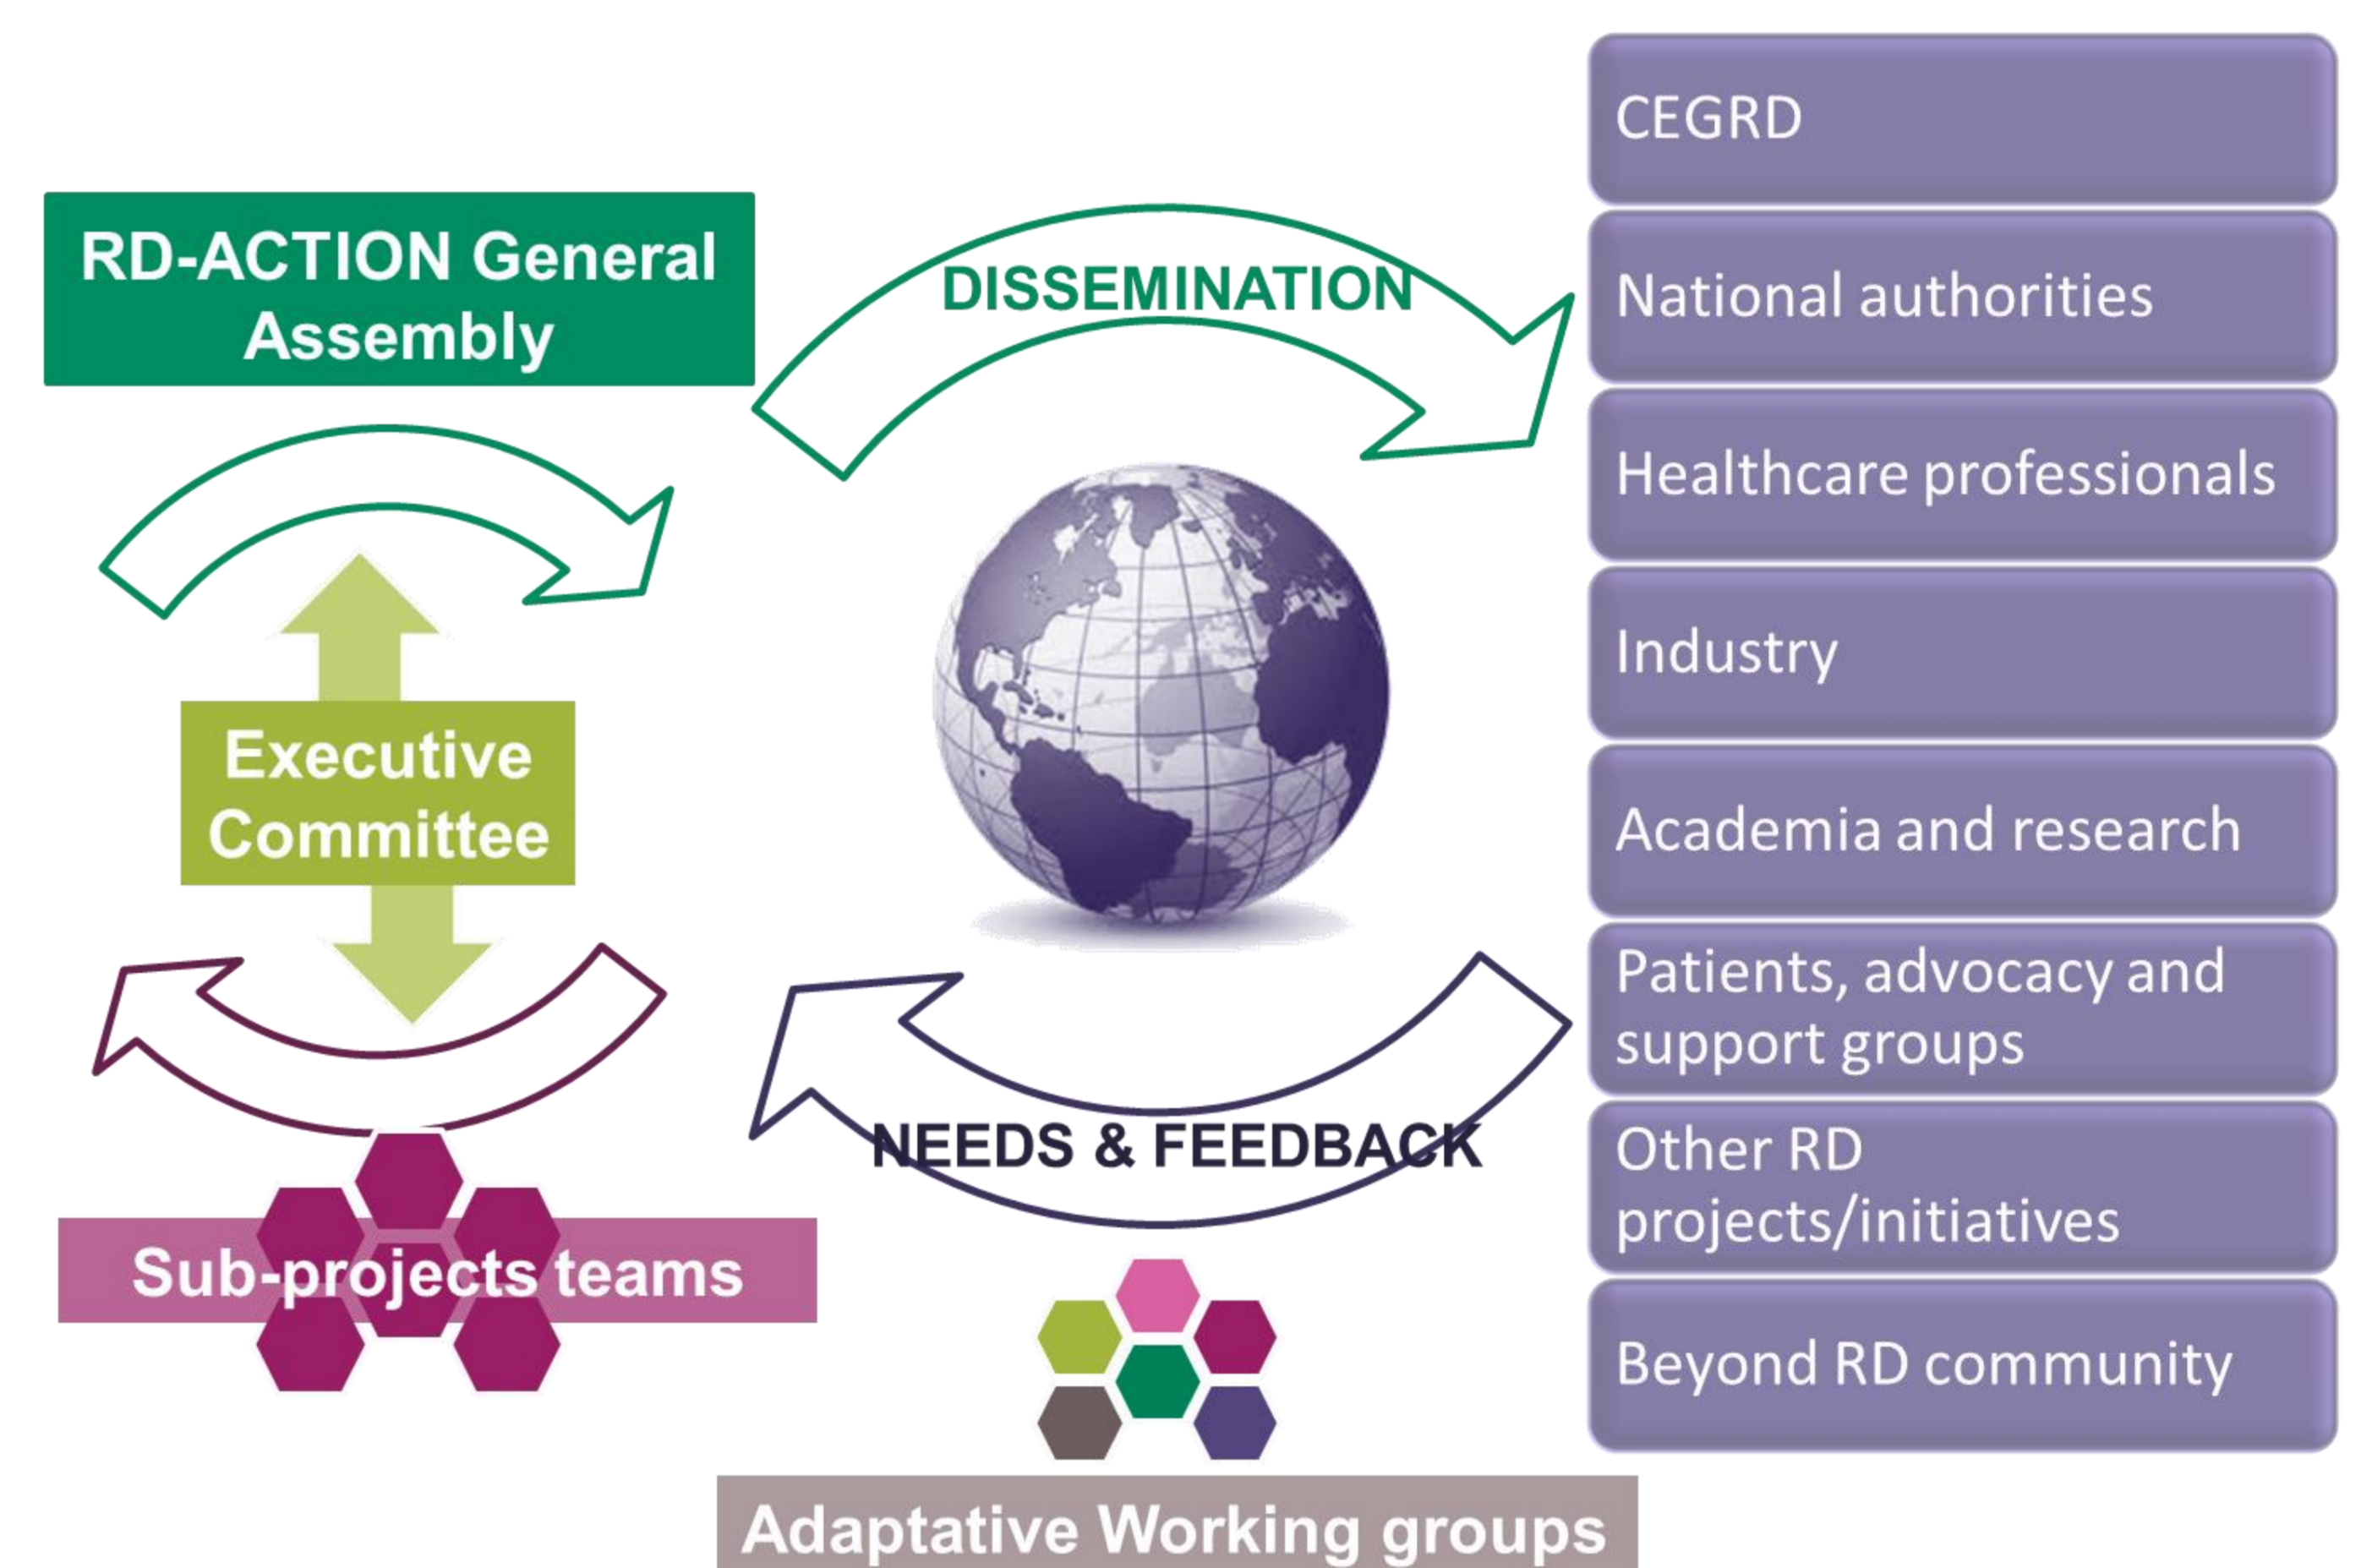 RD-ACTION General
Assembly
DISSEMINATION
Executive
Committee
NEEDS & FEEDBACK
Sub-projects teams
Adaptative Working groups
CEGRD
National authorities
Healthcare professionals
Industry
Academia and research
Patients, advocacy and
support groups
Other RD
projects/initiatives
Beyond RD community